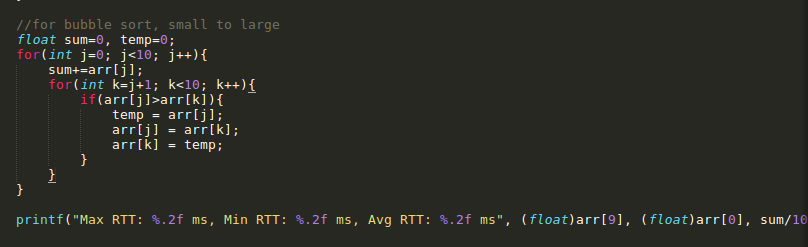 }
//for bubble sort, small to large
float sum=0, temp=0;
for(int j=0; j<10; j++){
    sum+=arr[j];
    for(int k=j+1; k<10; k++){
        if(arr[j]>arr[k]){
            temp = arr[j];
            arr[j] = arr[k];
            arr[k] = temp;
        }
    }
}
printf("Max RTT: %.2f ms, Min RTT: %.2f ms, Avg RTT: %.2f ms", (float)arr[9], (float)arr[0], sum/10